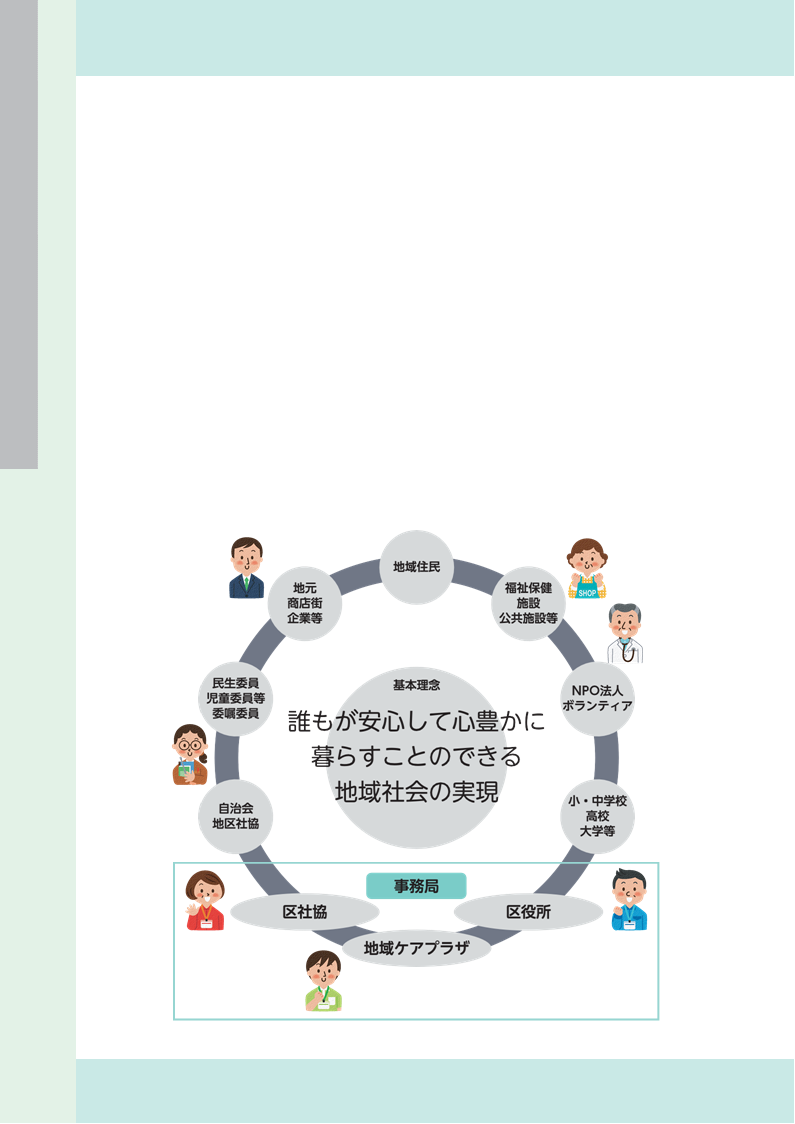 地域住民
地元
商店街
企業等
福祉保健
施設
公共施設等
SHOP
民生委員
児童委員等
委嘱委員
基本理念
誰もが安心して心豊かに
暮らすことのできる
地域社会の実現
NPO法人
ボランティア
自治会
地区社協
小・中学校
高校
大学等
事務局
区社協
区役所
地域ケアプラザ